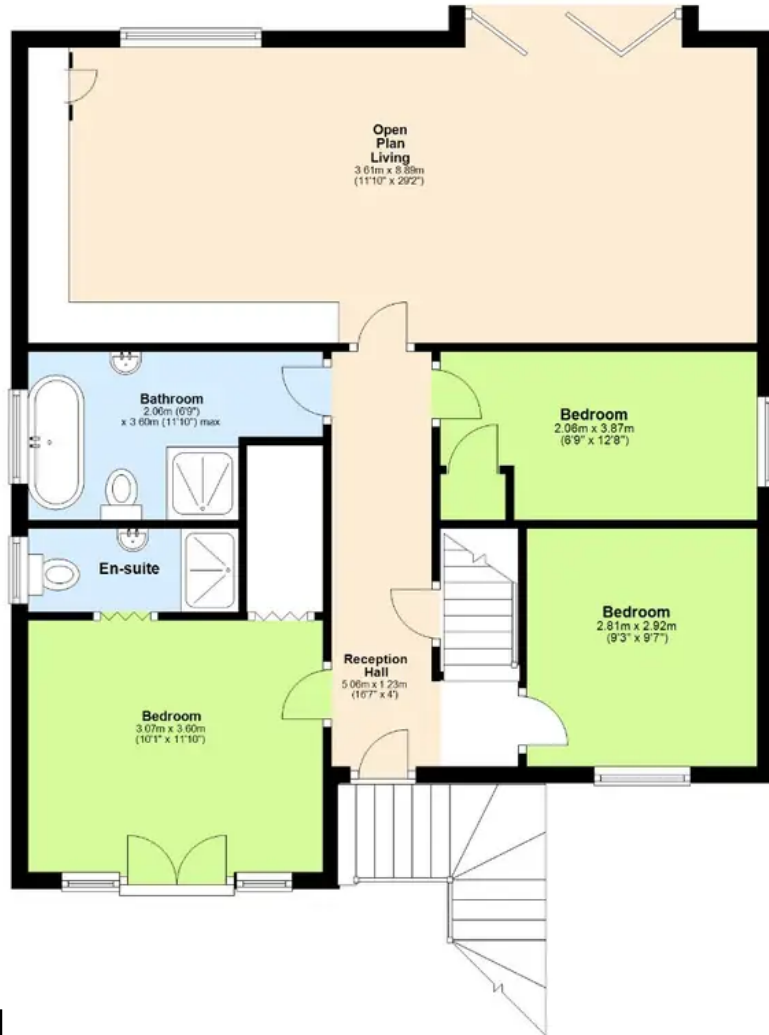 Open
Plan
Living
3.61m x 8.89m
(11'10" x 29'2")
Bathroom
2.06m (6'9")
x 3.60m (11'10") max
Bedroom
2.06m x 3.87m
(6'9" x 12'8")
En-suite
Bedroom
2.81m x 2.92m
(9'3" x 9'7")
Reception
Hall
5.06m x 1.23m
(16'7" x 4')
Bedroom
3.07m x 3.60m
(10'1" x 11'10")